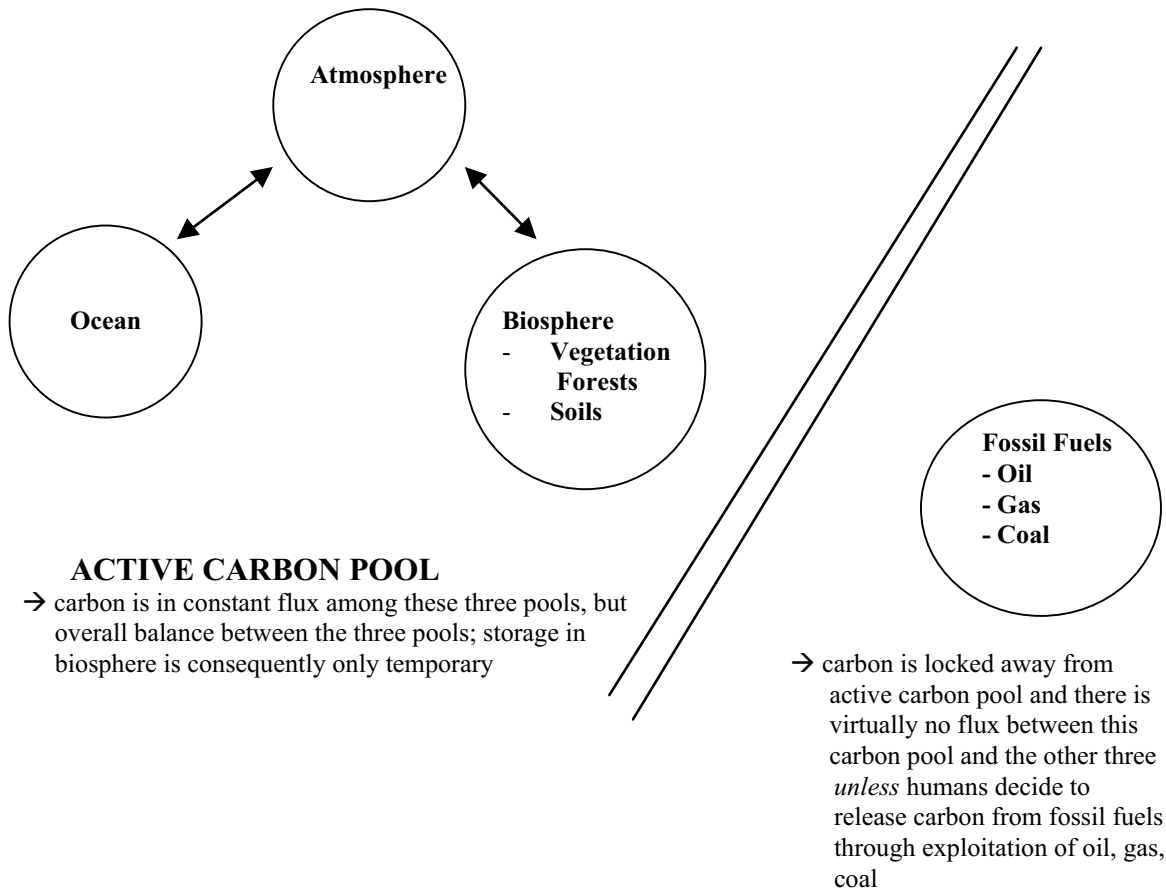 Atmosphere
Ocean
Biosphere
- Vegetation
Forests
- Soils
Fossil Fuels
- Oil
- Gas
- Coal
ACTIVE CARBON POOL
→ carbon is in constant flux among these three pools, but
overall balance between the three pools; storage in
biosphere is consequently only temporary
→ carbon is locked away from
active carbon pool and there is
virtually no flux between this
carbon pool and the other three
unless humans decide to
release carbon from fossil fuels
through exploitation of oil, gas,
coal